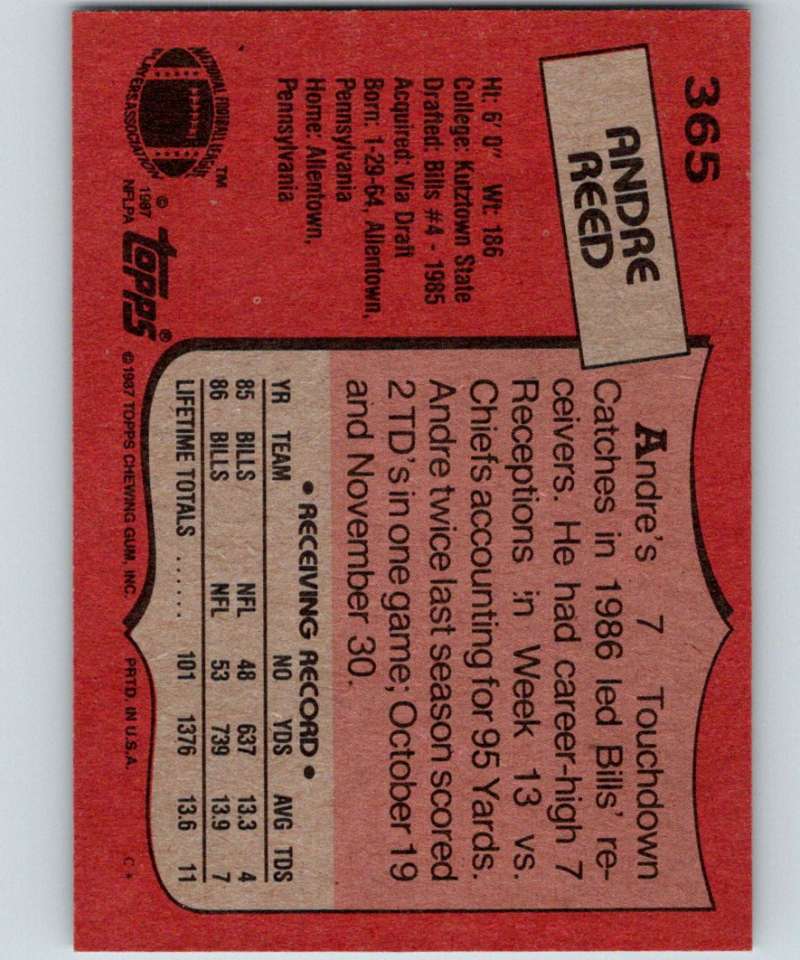 365
ANDRE
REED
Ht: 6' 0" Wt: 186
College: Kutztown State
Drafted: Bills #4 - 1985
Acquired: Via Draft
Born: 1-29-64, Allentown,
Pennsylvania
Home: Allentown,
Pennsylvania
NATIONAL FOOTBALL LEAGUE
PLAYERS ASSOCIATION
™
© 1987
NFLPA
topps®
Andre's 7 Touchdown
Catches in 1986 led Bills' re-
ceivers. He had career-high 7
Receptions in Week 13 vs.
Chiefs accounting for 95 Yards.
Andre twice last season scored
2 TD's in one game; October 19
and November 30.
• RECEIVING RECORD •
YR TEAM NO YDS AVG TDS
85 BILLS NFL 48 637 13.3 4
86 BILLS NFL 53 739 13.9 7
LIFETIME TOTALS ...... 101 1376 13.6 11
© 1987 TOPPS CHEWING GUM, INC. PRTD. IN U.S.A. C*